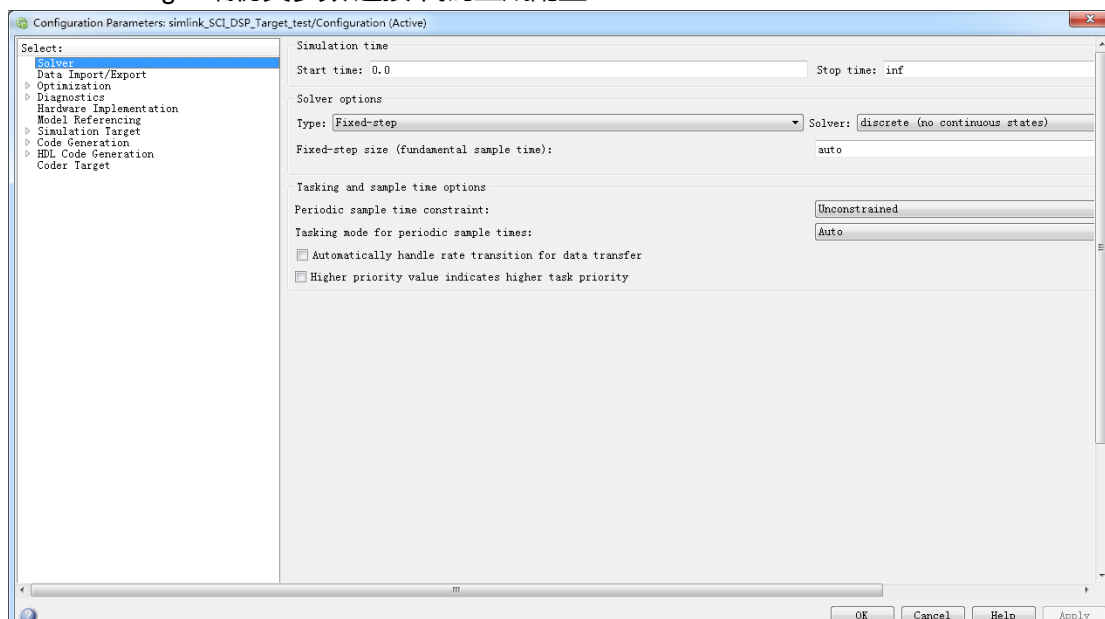 Configuration Parameters: simlink_SCI_DSP_Target_test/Configuration (Active)
Select:
Solver
Data Import/Export
Optimization
Diagnostics
Hardware Implementation
Model Referencing
Simulation Target
Code Generation
HDL Code Generation
Coder Target
Simulation time
Start time: 0.0 Stop time: inf
Solver options
Type: Fixed-step Solver: discrete (no continuous states)
Fixed-step size (fundamental sample time): auto
Tasking and sample time options
Periodic sample time constraint: Unconstrained
Tasking mode for periodic sample times: Auto
Automatically handle rate transition for data transfer
Higher priority value indicates higher task priority
OK Cancel Help Apply